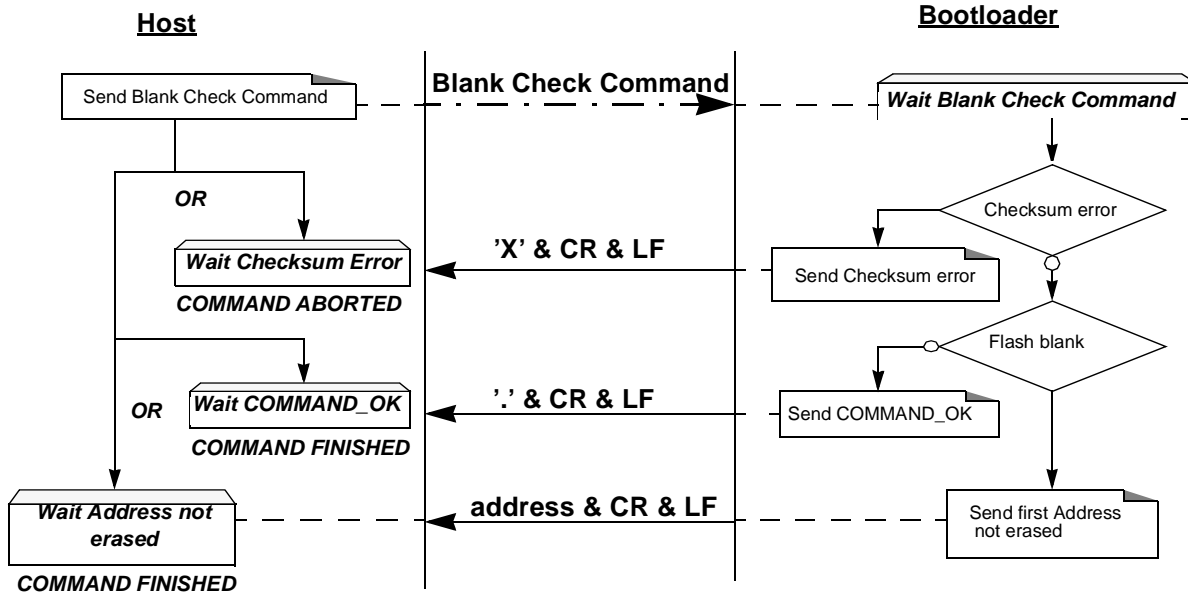 Host
Bootloader
Send Blank Check Command
Blank Check Command
Wait Blank Check Command
OR
Checksum error
Wait Checksum Error
’X’ & CR & LF
Send Checksum error
COMMAND ABORTED
Flash blank
OR
Wait COMMAND_OK
’.’ & CR & LF
Send COMMAND_OK
COMMAND FINISHED
Wait Address not
erased
address & CR & LF
Send first Address
not erased
COMMAND FINISHED